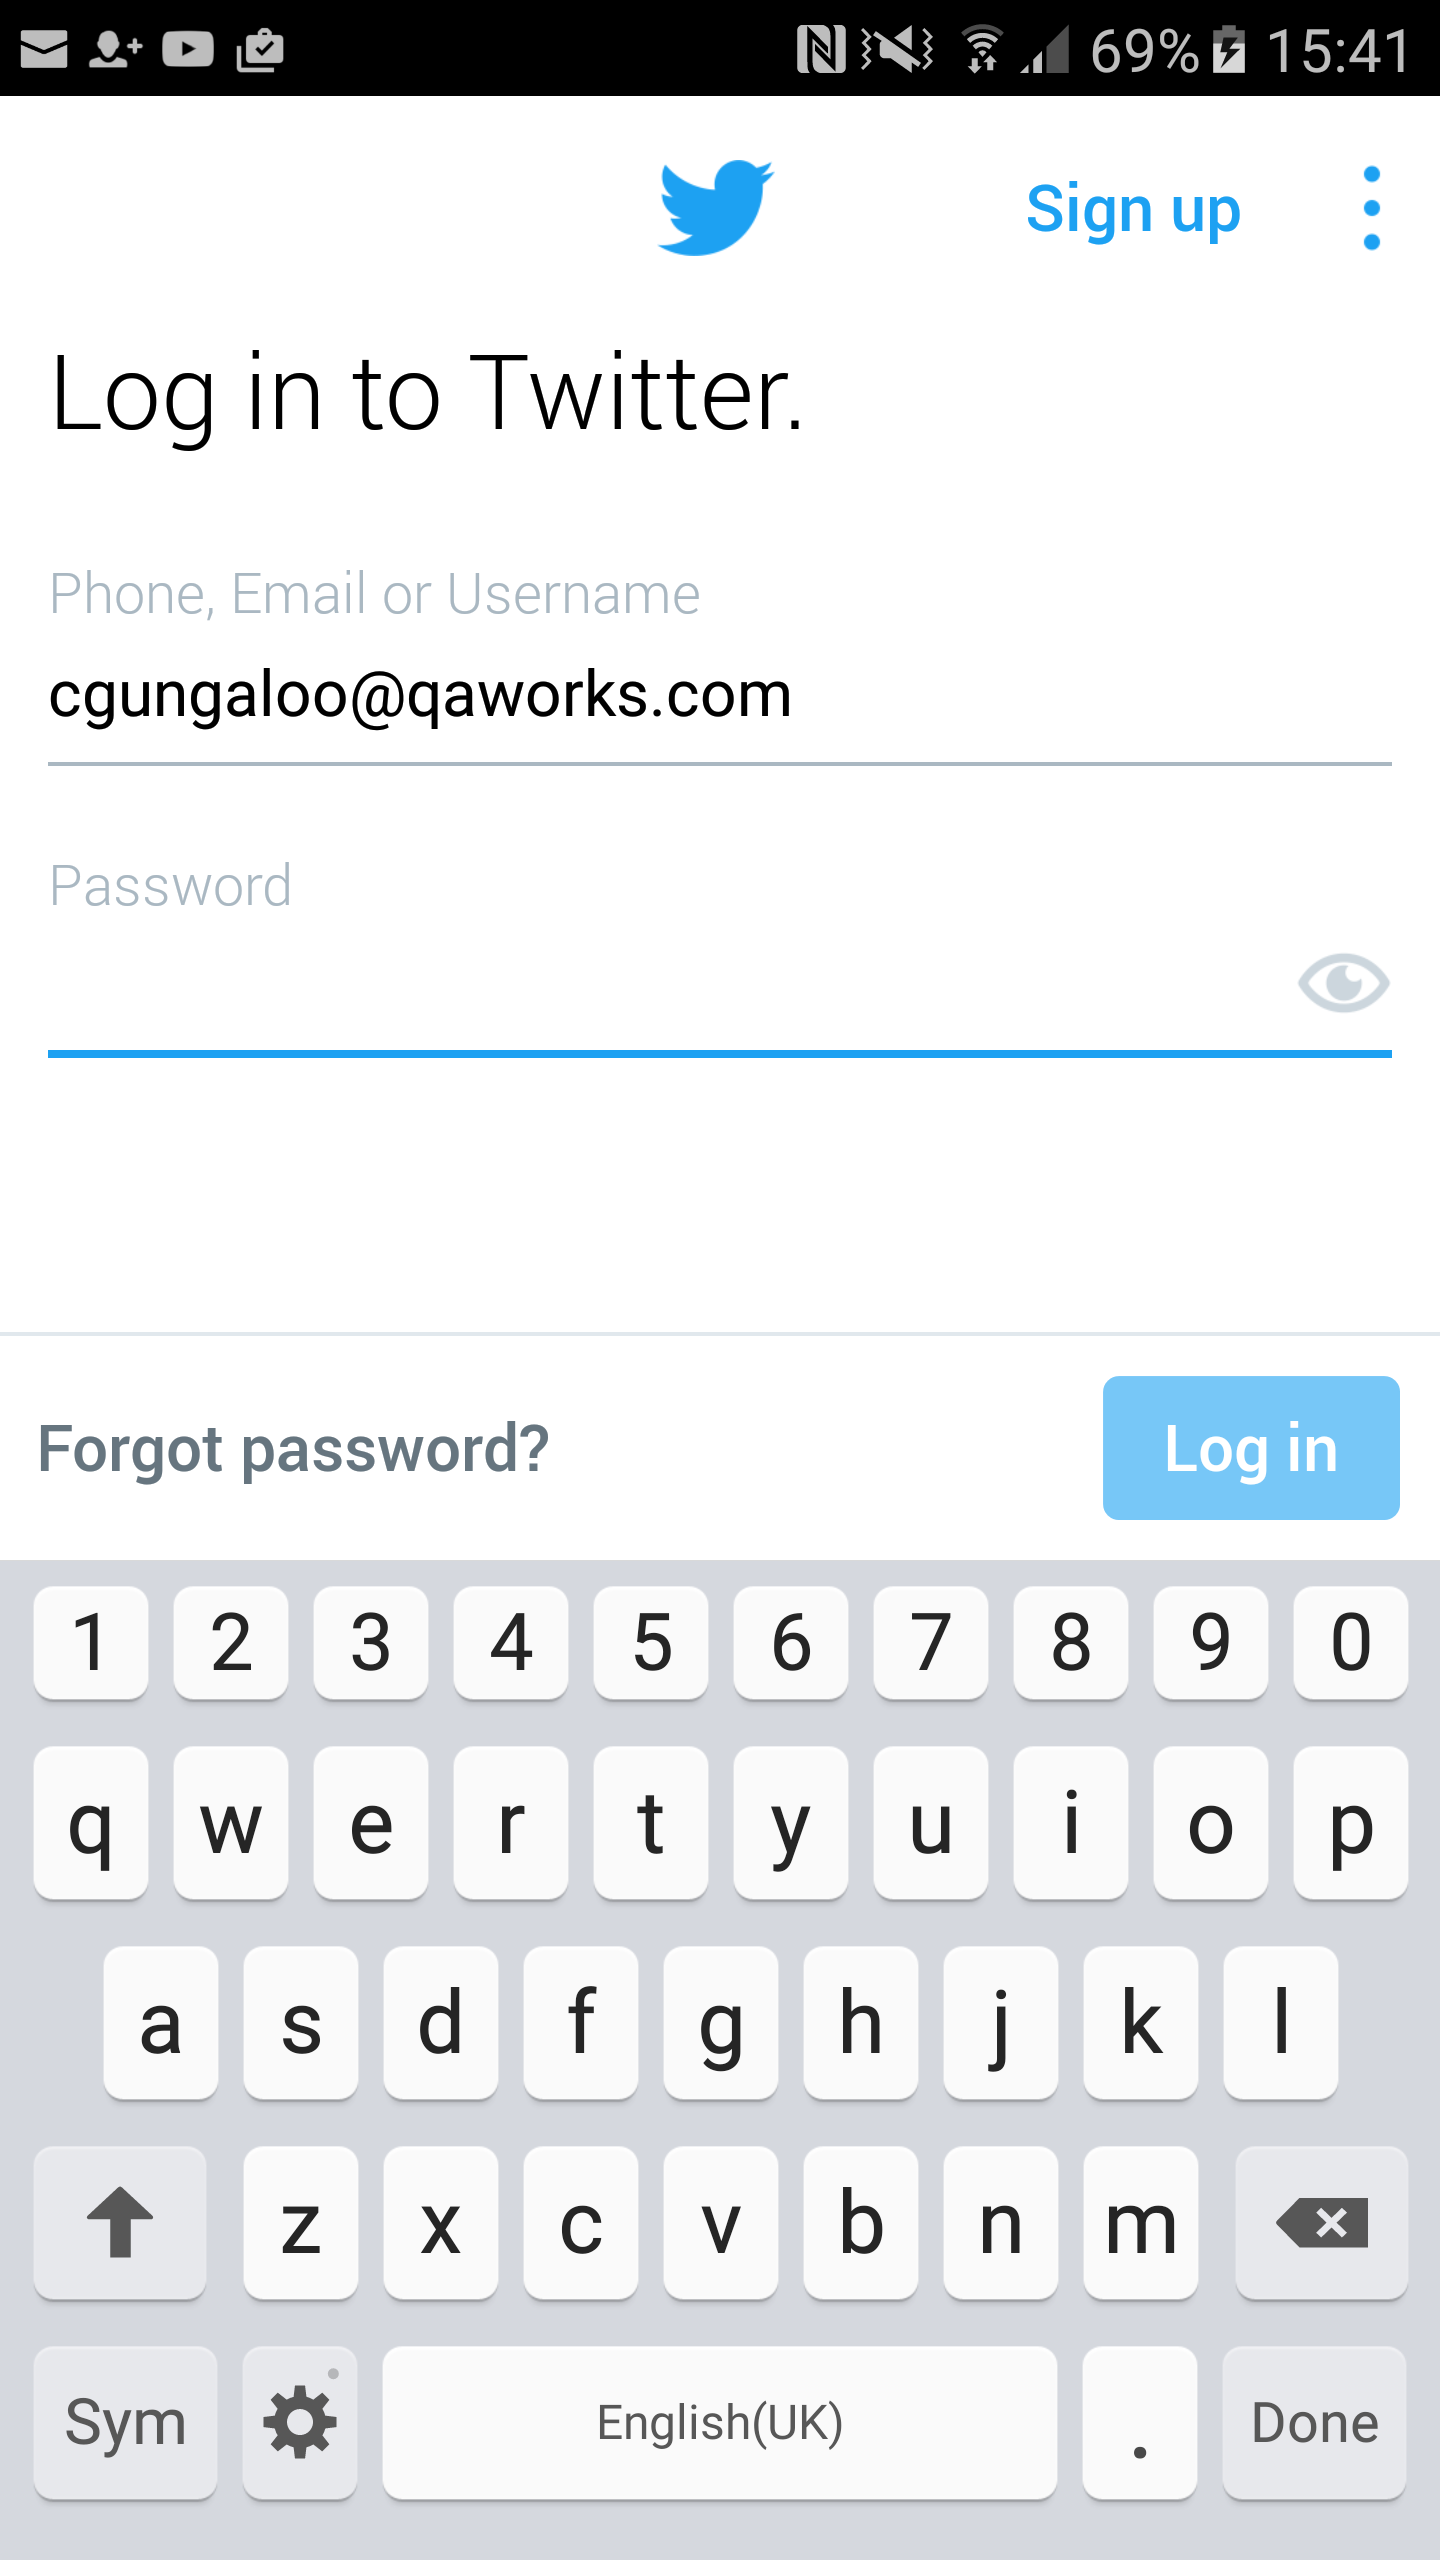 69% 15:41
Sign up
Log in to Twitter.
Phone, Email or Username
cgungaloo@qaworks.com
Password
Forgot password?
Log in
1 2 3 4 5 6 7 8 9 0
q w e r t y u i o p
a s d f g h j k l
z x c v b n m
Sym English(UK) . Done